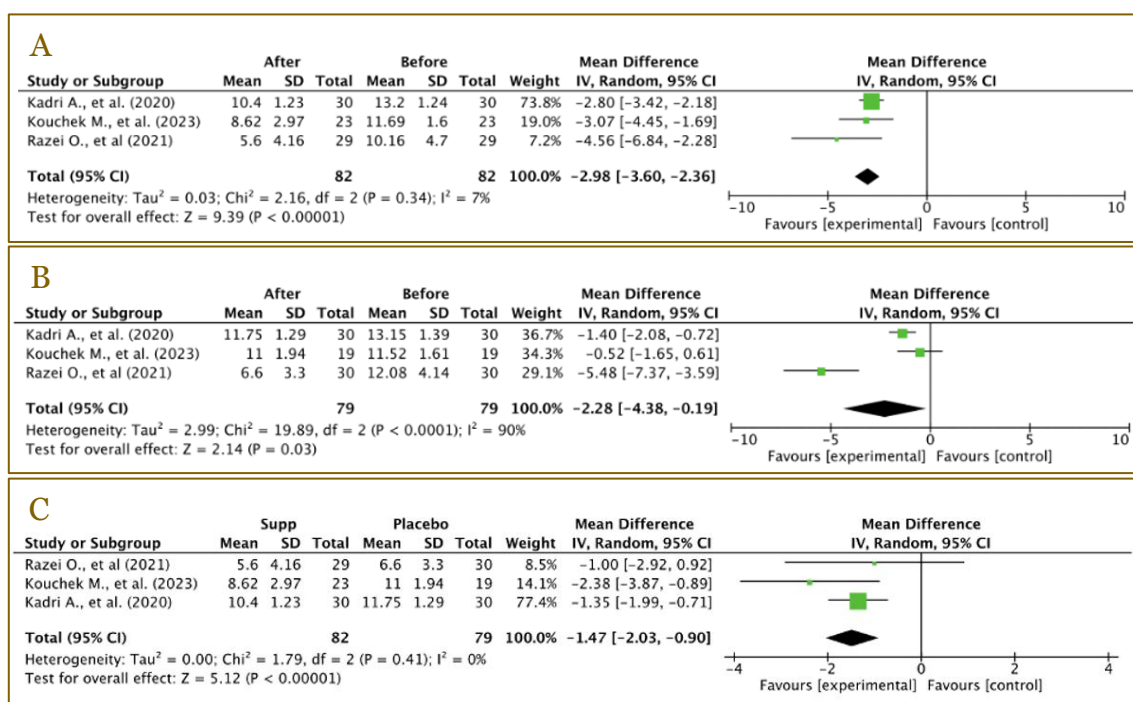 A
After Before Mean Difference Mean Difference
Study or Subgroup Mean SD Total Mean SD Total Weight IV, Random, 95% CI IV, Random, 95% CI
Kadri A., et al. (2020) 10.4 1.23 30 13.2 1.24 30 73.8% −2.80 [−3.42, −2.18]
Kouchek M., et al. (2023) 8.62 2.97 23 11.69 1.6 23 19.0% −3.07 [−4.45, −1.69]
Razei O., et al (2021) 5.6 4.16 29 10.16 4.7 29 7.2% −4.56 [−6.84, −2.28]
Total (95% CI) 82 82 100.0% −2.98 [−3.60, −2.36]
Heterogeneity: Tau² = 0.03; Chi² = 2.16, df = 2 (P = 0.34); I² = 7%
Test for overall effect: Z = 9.39 (P < 0.00001)
−10 −5 0 5 10
Favours [experimental] Favours [control]
B
After Before Mean Difference Mean Difference
Study or Subgroup Mean SD Total Mean SD Total Weight IV, Random, 95% CI IV, Random, 95% CI
Kadri A., et al. (2020) 11.75 1.29 30 13.15 1.39 30 36.7% −1.40 [−2.08, −0.72]
Kouchek M., et al. (2023) 11 1.94 19 11.52 1.61 19 34.3% −0.52 [−1.65, 0.61]
Razei O., et al (2021) 6.6 3.3 30 12.08 4.14 30 29.1% −5.48 [−7.37, −3.59]
Total (95% CI) 79 79 100.0% −2.28 [−4.38, −0.19]
Heterogeneity: Tau² = 2.99; Chi² = 19.89, df = 2 (P < 0.0001); I² = 90%
Test for overall effect: Z = 2.14 (P = 0.03)
−10 −5 0 5 10
Favours [experimental] Favours [control]
C
Supp Placebo Mean Difference Mean Difference
Study or Subgroup Mean SD Total Mean SD Total Weight IV, Random, 95% CI IV, Random, 95% CI
Razei O., et al (2021) 5.6 4.16 29 6.6 3.3 30 8.5% −1.00 [−2.92, 0.92]
Kouchek M., et al. (2023) 8.62 2.97 23 11 1.94 19 14.1% −2.38 [−3.87, −0.89]
Kadri A., et al. (2020) 10.4 1.23 30 11.75 1.29 30 77.4% −1.35 [−1.99, −0.71]
Total (95% CI) 82 79 100.0% −1.47 [−2.03, −0.90]
Heterogeneity: Tau² = 0.00; Chi² = 1.79, df = 2 (P = 0.41); I² = 0%
Test for overall effect: Z = 5.12 (P < 0.00001)
−4 −2 0 2 4
Favours [experimental] Favours [control]